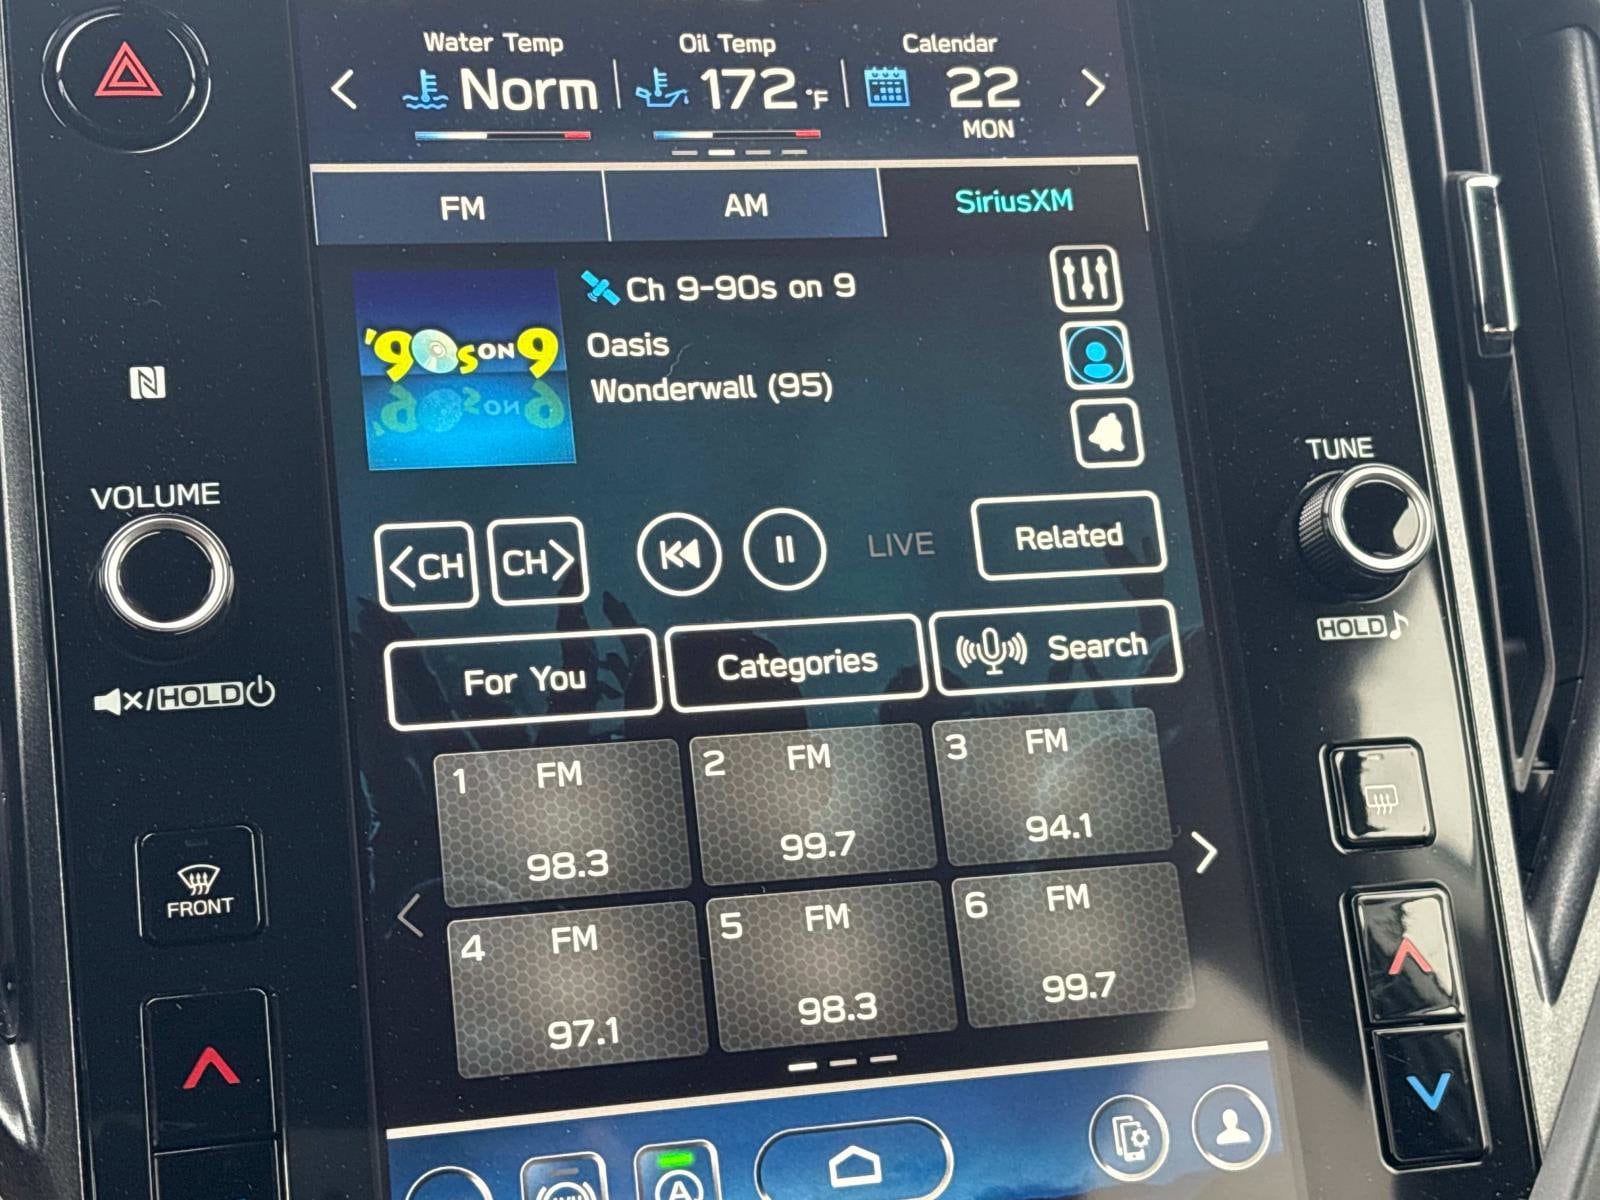 Water Temp
Norm
Oil Temp
172 °F
Calendar
22
MON
FM
AM
SiriusXM
'90s ON 9
Ch 9-90s on 9
Oasis
Wonderwall (95)
VOLUME
TUNE
<CH
CH>
LIVE
Related
HOLD
For You
Categories
Search
/HOLD
1 FM
98.3
2 FM
99.7
3 FM
94.1
FRONT
4 FM
97.1
5 FM
98.3
6 FM
99.7
A